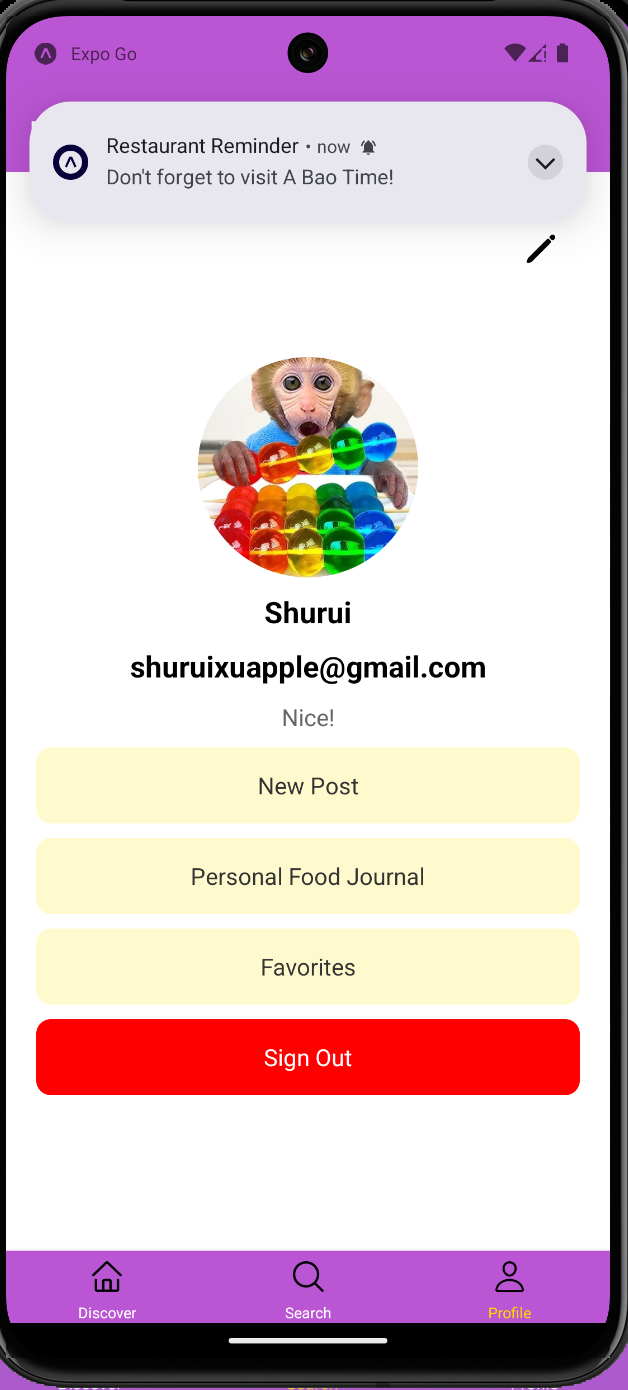 Expo Go
Restaurant Reminder • now
Don't forget to visit A Bao Time!
Shurui
shuruixuapple@gmail.com
Nice!
New Post
Personal Food Journal
Favorites
Sign Out
Discover
Search
Profile